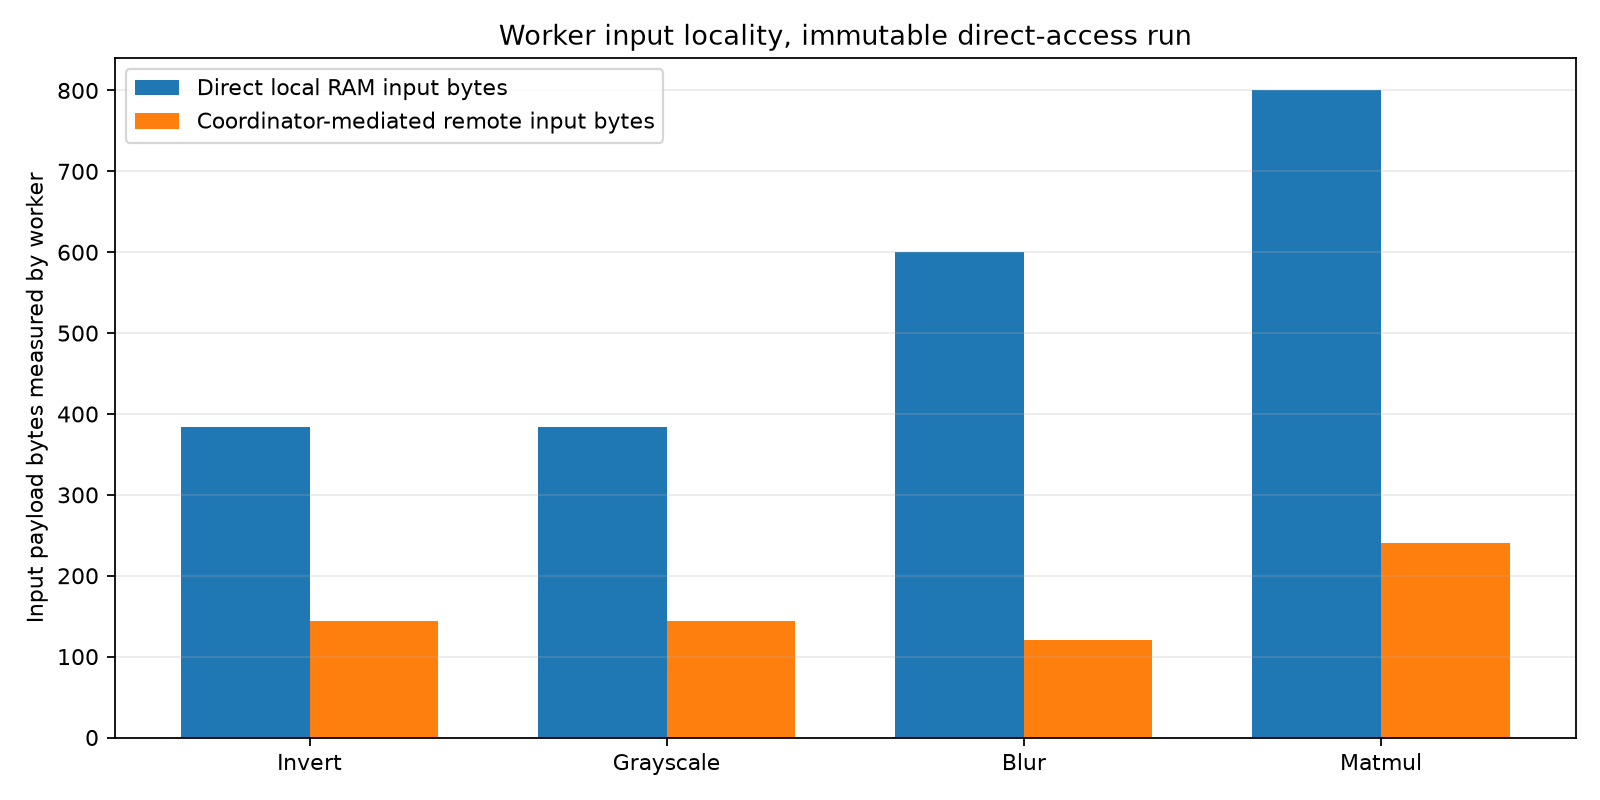 Worker input locality, immutable direct-access run
Direct local RAM input bytes
Coordinator-mediated remote input bytes
Input payload bytes measured by worker
800
700
600
500
400
300
200
100
0
Invert
Grayscale
Blur
Matmul